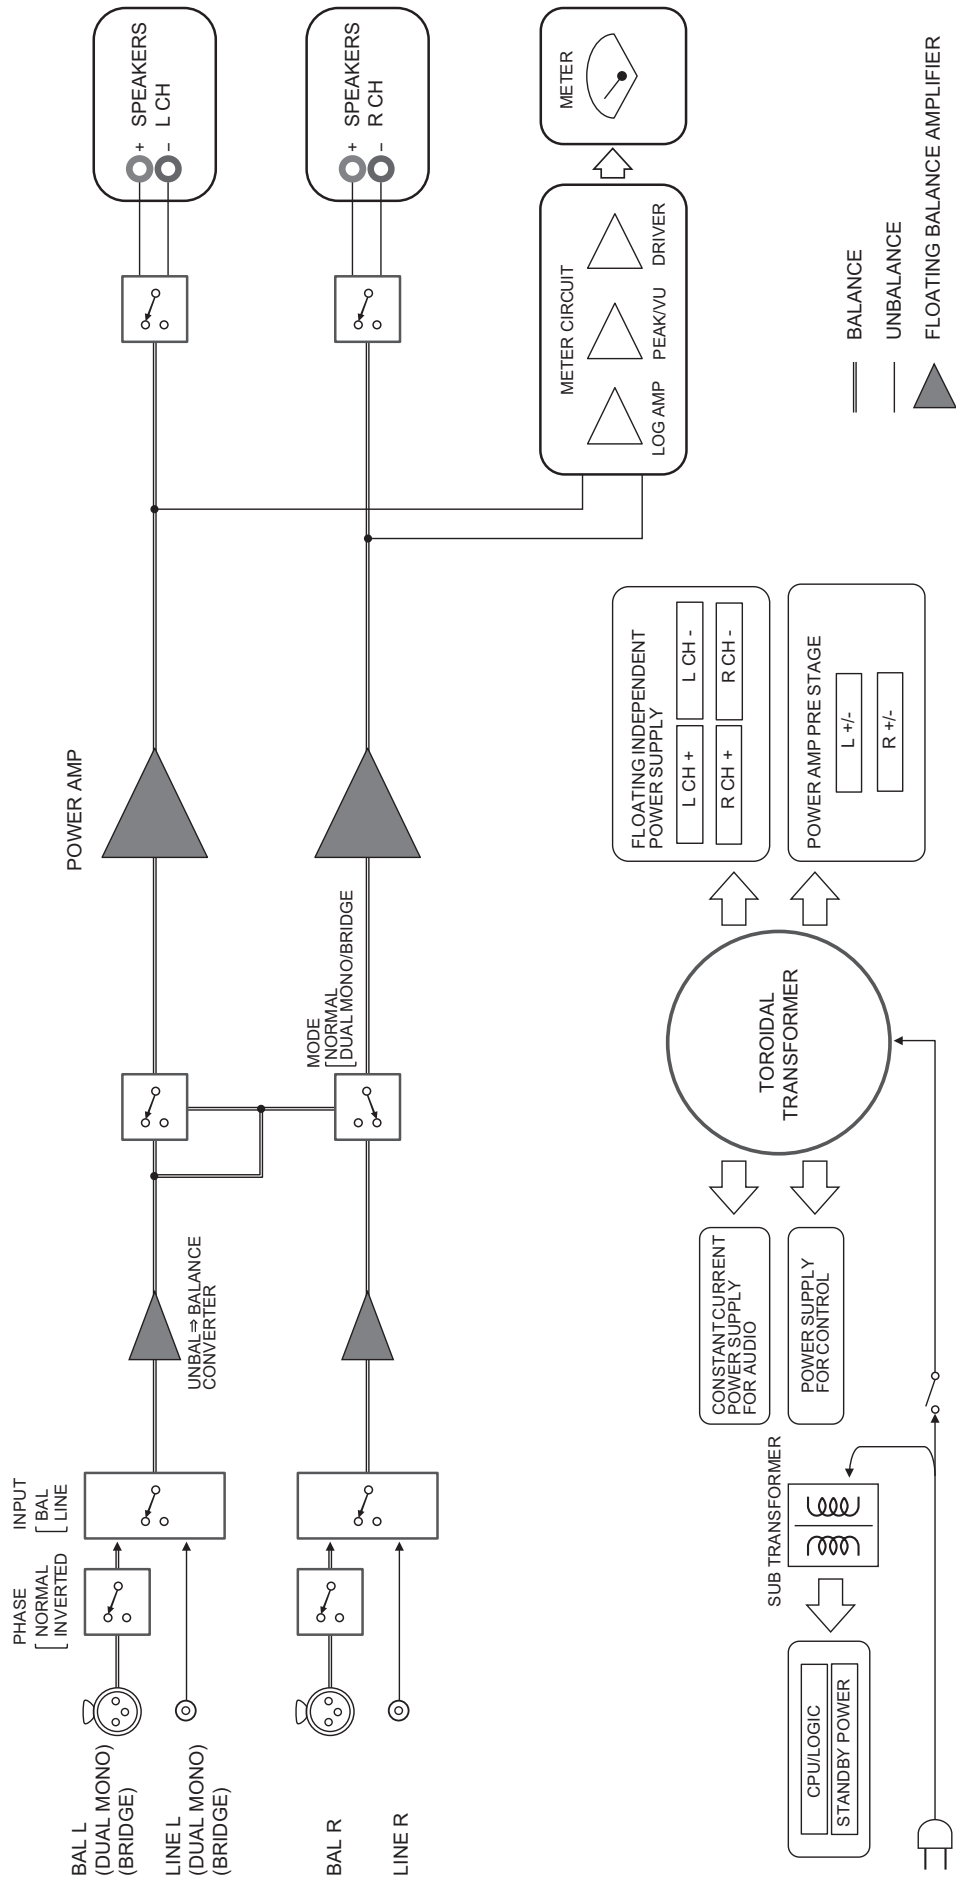 BAL L
(DUAL MONO)
(BRIDGE)
LINE L
(DUAL MONO)
(BRIDGE)
BAL R
LINE R
PHASE
NORMAL
INVERTED
INPUT
BAL
LINE
UNBAL⇒BALANCE
CONVERTER
MODE
NORMAL
DUAL MONO/BRIDGE
POWER AMP
+ SPEAKERS
– L CH
+ SPEAKERS
– R CH
METER CIRCUIT
LOG AMP
PEAK/VU
DRIVER
METER
CPU/LOGIC
STANDBY POWER
SUB TRANSFORMER
CONSTANT CURRENT
POWER SUPPLY
FOR AUDIO
POWER SUPPLY
FOR CONTROL
TOROIDAL
TRANSFORMER
FLOATING INDEPENDENT
POWER SUPPLY
L CH +
L CH -
R CH +
R CH -
POWER AMP PRE STAGE
L +/-
R +/-
BALANCE
UNBALANCE
FLOATING BALANCE AMPLIFIER